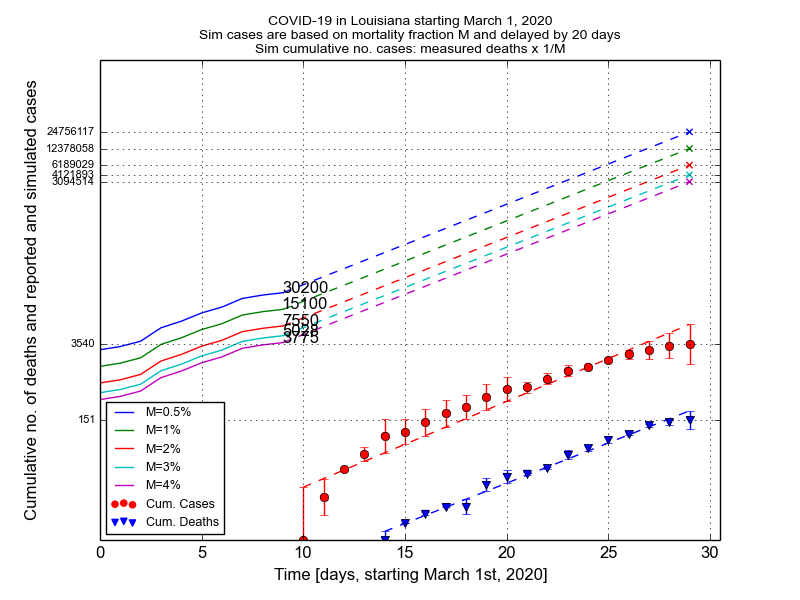 COVID-19 in Louisiana starting March 1, 2020
Sim cases are based on mortality fraction M and delayed by 20 days
Sim cumulative no. cases: measured deaths x 1/M
Cumulative no. of deaths and reported and simulated cases
24756117
12378058
6189029
4121893
3094514
3540
151
30200
15100
7550
5028
3775
M=0.5%
M=1%
M=2%
M=3%
M=4%
Cum. Cases
Cum. Deaths
0 5 10 15 20 25 30
Time [days, starting March 1st, 2020]